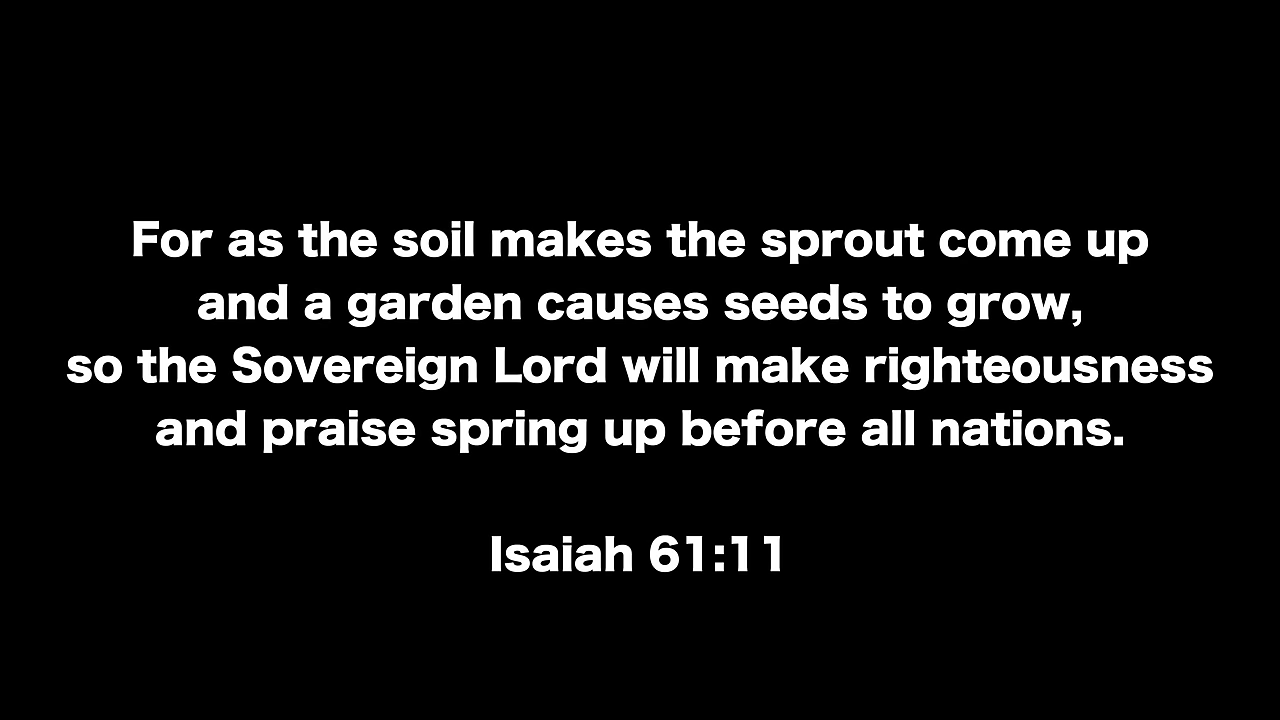 For as the soil makes the sprout come up
and a garden causes seeds to grow,
so the Sovereign Lord will make righteousness
and praise spring up before all nations.
Isaiah 61:11